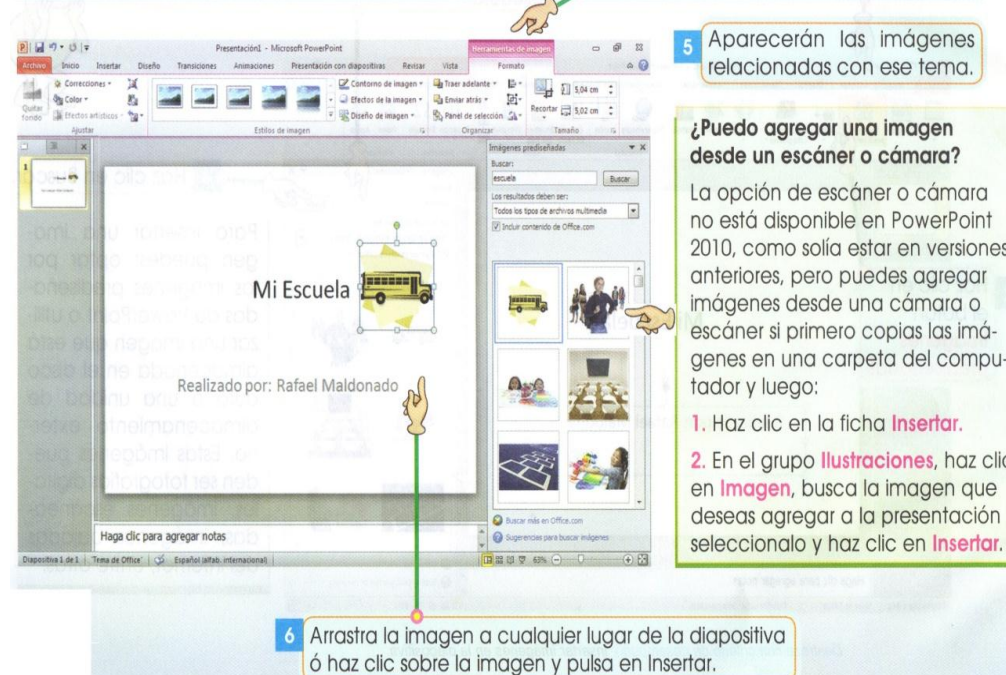 Presentación1 - Microsoft PowerPoint
Herramientas de imagen
Archivo Inicio Insertar Diseño Transiciones Animaciones Presentación con diapositivas Revisar Vista Formato
Quitar fondo
Correcciones
Color
Efectos artísticos
Ajustar
Estilos de imagen
Contorno de imagen
Efectos de la imagen
Diseño de imagen
Traer adelante
Enviar atrás
Panel de selección
Organizar
Recortar
5,04 cm
5,02 cm
Tamaño
1
Mi Escuela
Realizado por: Rafael Maldonado
Haga clic para agregar notas
Diapositiva 1 de 1 "Tema de Office" Español (alfab. internacional)
63%
Imágenes prediseñadas
Buscar:
escuela
Buscar
Los resultados deben ser:
Todos los tipos de archivos multimedia
Incluir contenido de Office.com
Buscar más en Office.com
Sugerencias para buscar imágenes
5 Aparecerán las imágenes
relacionadas con ese tema.
¿Puedo agregar una imagen
desde un escáner o cámara?
La opción de escáner o cámara
no está disponible en PowerPoint
2010, como solía estar en versiones
anteriores, pero puedes agregar
imágenes desde una cámara o
escáner si primero copias las imá-
genes en una carpeta del compu-
tador y luego:
1. Haz clic en la ficha Insertar.
2. En el grupo Ilustraciones, haz clic
en Imagen, busca la imagen que
deseas agregar a la presentación
seleccionalo y haz clic en Insertar.
6 Arrastra la imagen a cualquier lugar de la diapositiva
ó haz clic sobre la imagen y pulsa en Insertar.